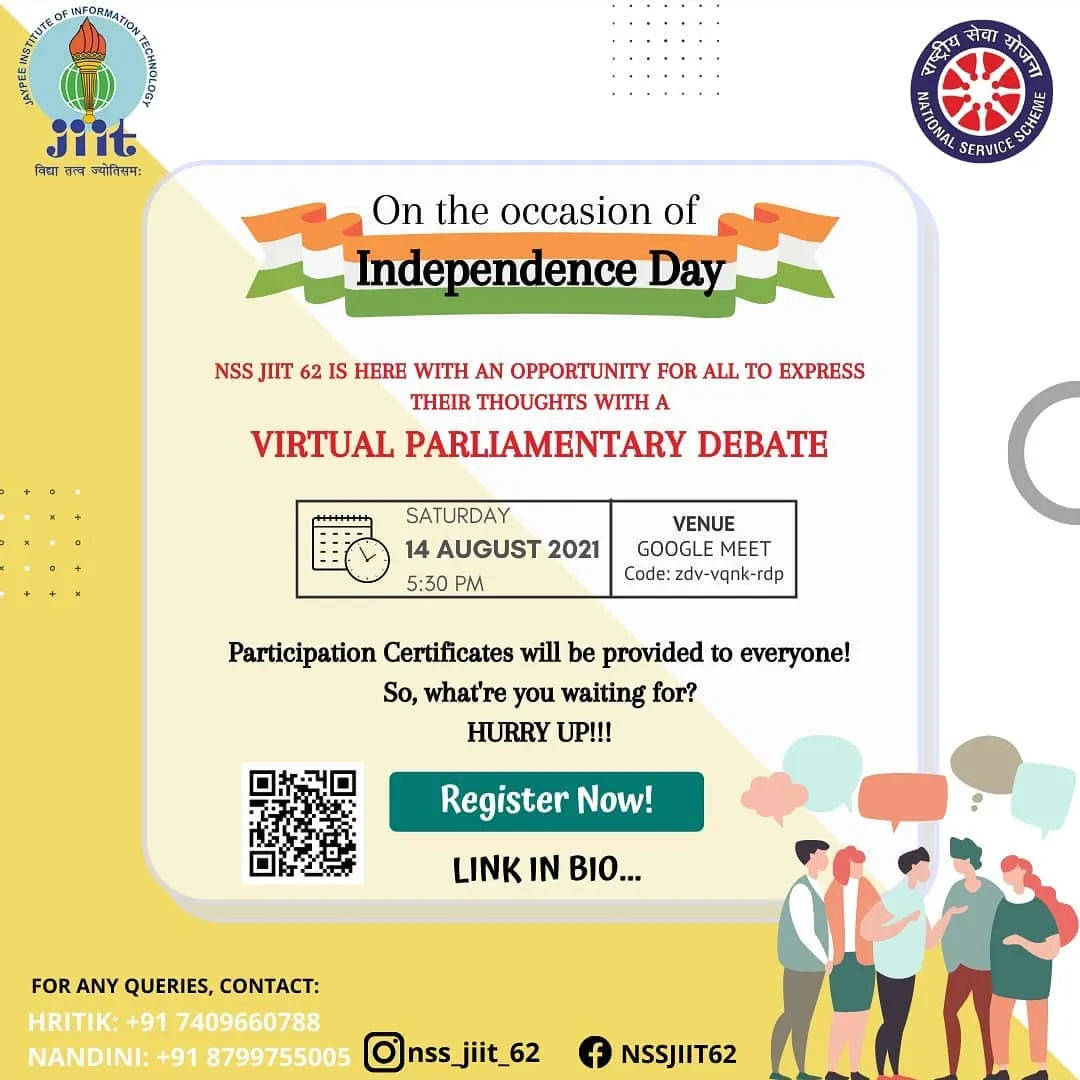 JAYPEE INSTITUTE OF INFORMATION TECHNOLOGY
jiit
विद्या तत्व ज्योतिसम:
राष्ट्रीय सेवा योजना
NATIONAL SERVICE SCHEME
On the occasion of
Independence Day
NSS JIIT 62 IS HERE WITH AN OPPORTUNITY FOR ALL TO EXPRESS
THEIR THOUGHTS WITH A
VIRTUAL PARLIAMENTARY DEBATE
SATURDAY
14 AUGUST 2021
5:30 PM
VENUE
GOOGLE MEET
Code: zdv-vqnk-rdp
Participation Certificates will be provided to everyone!
So, what're you waiting for?
HURRY UP!!!
Register Now!
LINK IN BIO...
FOR ANY QUERIES, CONTACT:
HRITIK: +91 7409660788
NANDINI: +91 8799755005
nss_jiit_62
NSSJIIT62